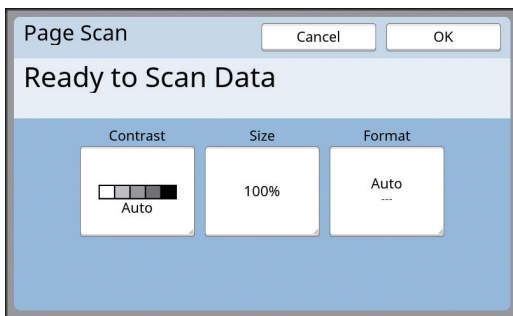 Page Scan
Cancel
OK
Ready to Scan Data
Contrast
Size
Format
Auto
100%
Auto
---